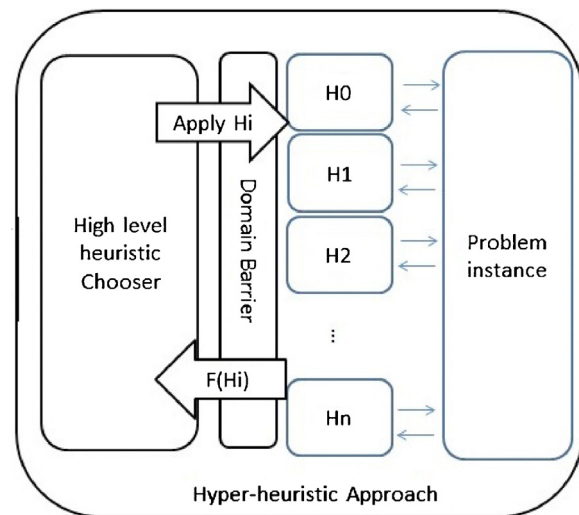 High level
heuristic
Chooser
Apply Hi
F(Hi)
Domain Barrier
H0
H1
H2
...
Hn
Problem
instance
Hyper-heuristic Approach